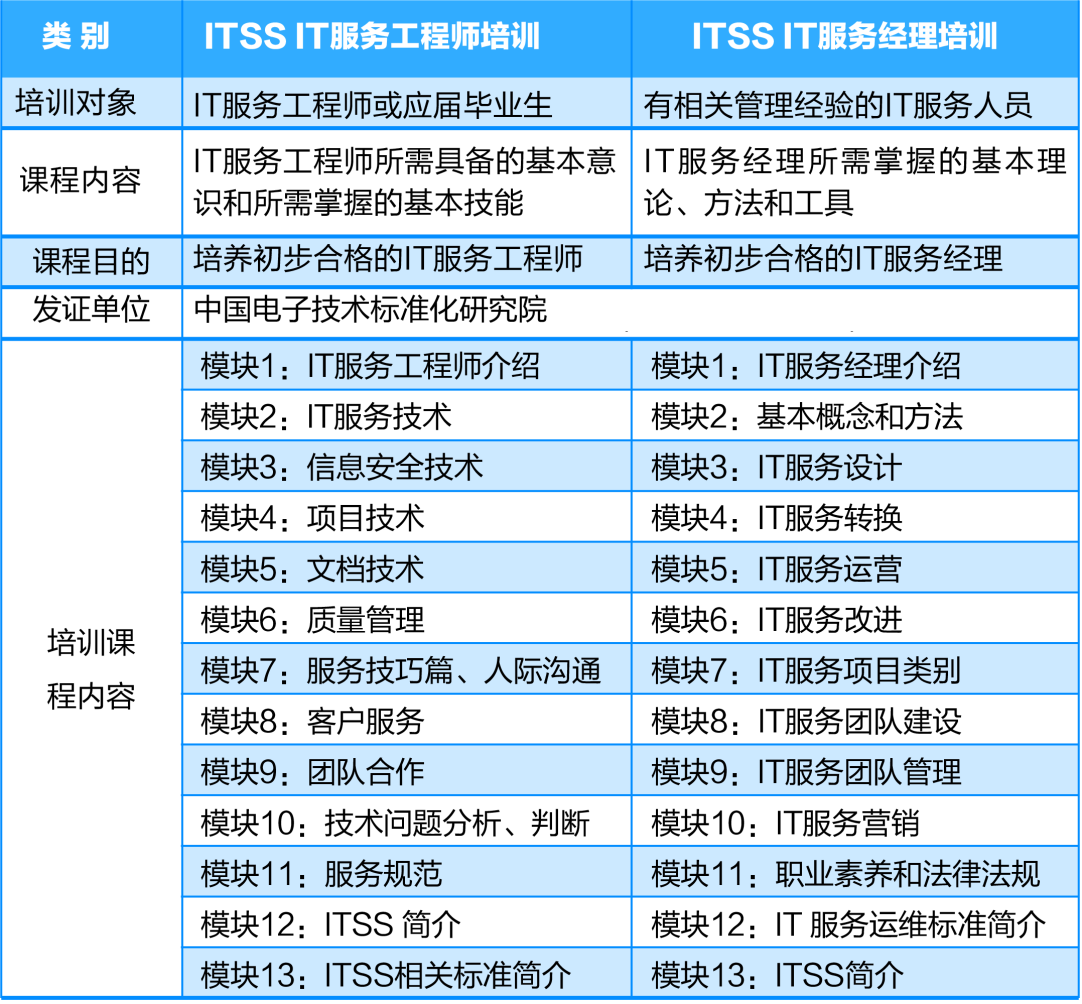 类 别 ITSS IT服务工程师培训 ITSS IT服务经理培训
培训对象 IT服务工程师或应届毕业生 有相关管理经验的IT服务人员
课程内容
IT服务工程师所需具备的基本意
识和所需掌握的基本技能
IT服务经理所需掌握的基本理
论、方法和工具
课程目的 培养初步合格的IT服务工程师 培养初步合格的IT服务经理
发证单位 中国电子技术标准化研究院
培训课
程内容
模块1：IT服务工程师介绍 模块1：IT服务经理介绍
模块2：IT服务技术 模块2：基本概念和方法
模块3：信息安全技术 模块3：IT服务设计
模块4：项目技术 模块4：IT服务转换
模块5：文档技术 模块5：IT服务运营
模块6：质量管理 模块6：IT服务改进
模块7：服务技巧篇、人际沟通 模块7：IT服务项目类别
模块8：客户服务 模块8：IT服务团队建设
模块9：团队合作 模块9：IT服务团队管理
模块10：技术问题分析、判断 模块10：IT服务营销
模块11：服务规范 模块11：职业素养和法律法规
模块12：ITSS 简介 模块12：IT 服务运维标准简介
模块13：ITSS相关标准简介 模块13：ITSS简介